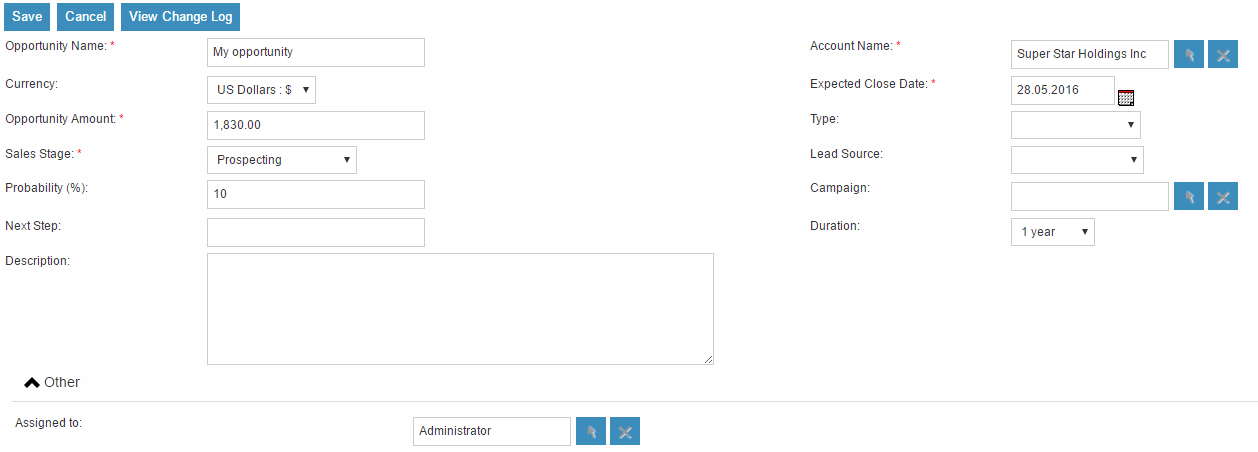 Save Cancel View Change Log
Opportunity Name: * My opportunity Account Name: * Super Star Holdings Inc
Currency: US Dollars : $ Expected Close Date: * 28.05.2016
Opportunity Amount: * 1,830.00 Type:
Sales Stage: * Prospecting Lead Source:
Probability (%): 10 Campaign:
Next Step: Duration: 1 year
Description:
Other
Assigned to: Administrator